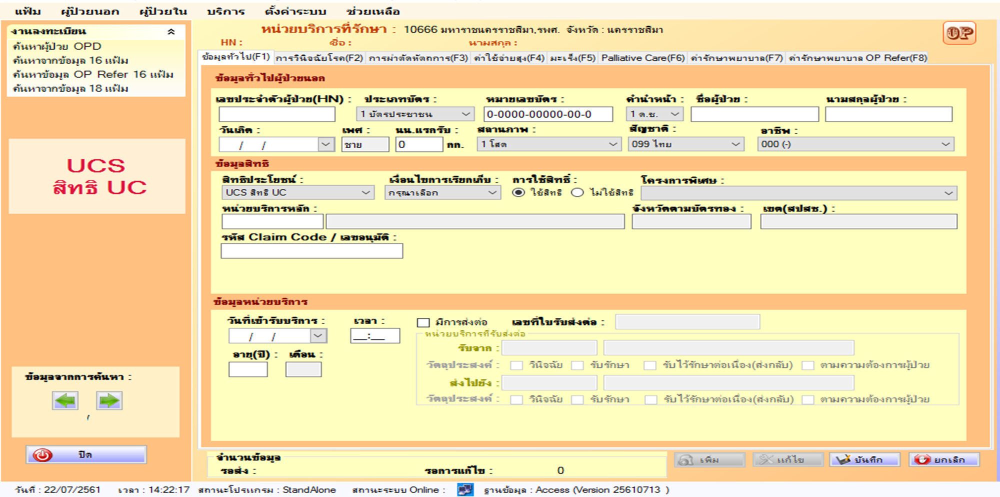 แฟ้ม ผู้ป่วยนอก ผู้ป่วยใน บริการ ตั้งค่าระบบ ช่วยเหลือ
งานลงทะเบียน
ค้นหาผู้ป่วย OPD
ค้นหาจากข้อมูล 16 แฟ้ม
ค้นหาข้อมูล OP Refer 16 แฟ้ม
ค้นหาจากข้อมูล 18 แฟ้ม
UCS
สิทธิ UC
ข้อมูลจากการค้นหา :
/
ปิด
หน่วยบริการที่รักษา : 10666 มหาราชนครราชสีมา,รพศ. จังหวัด : นครราชสีมา
OP
HN : ชื่อ : นามสกุล :
ข้อมูลทั่วไป(F1) การวินิจฉัยโรค(F2) การผ่าตัดหัตถการ(F3) ค่าใช้จ่ายสูง(F4) มะเร็ง(F5) Palliative Care(F6) ค่ารักษาพยาบาล(F7) ค่ารักษาพยาบาล OP Refer(F8)
ข้อมูลทั่วไปผู้ป่วยนอก
เลขประจำตัวผู้ป่วย(HN) : ประเภทบัตร : หมายเลขบัตร : คำนำหน้า : ชื่อผู้ป่วย : นามสกุลผู้ป่วย :
1 บัตรประชาชน 0-0000-00000-00-0 1 ด.ช.
วันเกิด : เพศ : นน.แรกรับ : สถานภาพ : สัญชาติ : อาชีพ :
/ / ชาย 0 กก. 1 โสด 099 ไทย 000 (-)
ข้อมูลสิทธิ
สิทธิประโยชน์ : เงื่อนไขการเรียกเก็บ : การใช้สิทธิ์ : โครงการพิเศษ :
UCS สิทธิ UC กรุณาเลือก ใช้สิทธิ ไม่ใช้สิทธิ
หน่วยบริการหลัก : จังหวัดตามบัตรทอง : เขต(สปสช.) :
รหัส Claim Code / เลขอนุมัติ :
ข้อมูลหน่วยบริการ
วันที่เข้ารับบริการ : เวลา : มีการส่งต่อ เลขที่ใบรับส่งต่อ :
/ / __:__ หน่วยบริการที่รับส่งต่อ
รับจาก :
อายุ(ปี) : เดือน :
วัตถุประสงค์ : วินิจฉัย รับรักษา รับไว้รักษาต่อเนื่อง(ส่งกลับ) ตามความต้องการผู้ป่วย
ส่งไปยัง :
วัตถุประสงค์ : วินิจฉัย รับรักษา รับไว้รักษาต่อเนื่อง(ส่งกลับ) ตามความต้องการผู้ป่วย
จำนวนข้อมูล
รอส่ง : รอการแก้ไข : 0
เพิ่ม แก้ไข บันทึก ยกเลิก
วันที่ : 22/07/2561 เวลา : 14:22:17 สถานะโปรแกรม : StandAlone สถานะระบบ Online : ฐานข้อมูล : Access (Version 25610713 )